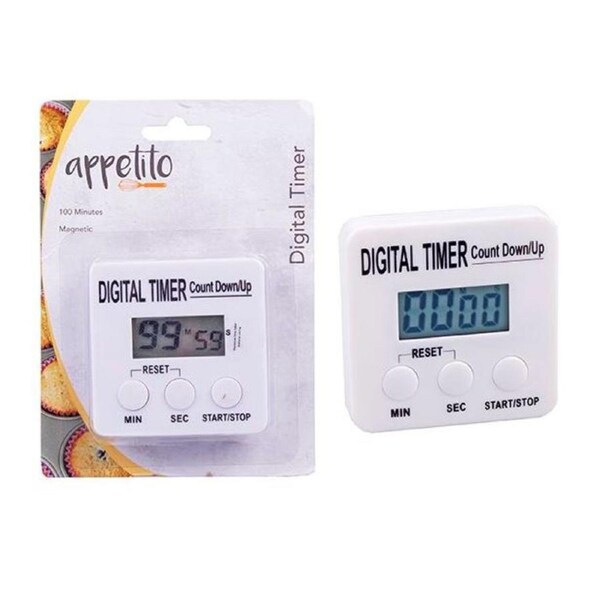 appetito
100 Minutes
Magnetic
Digital Timer
DIGITAL TIMER Count Down/Up
99 M 59 S
RESET
MIN SEC START/STOP
DIGITAL TIMER Count Down/Up
00 00
RESET
MIN SEC START/STOP